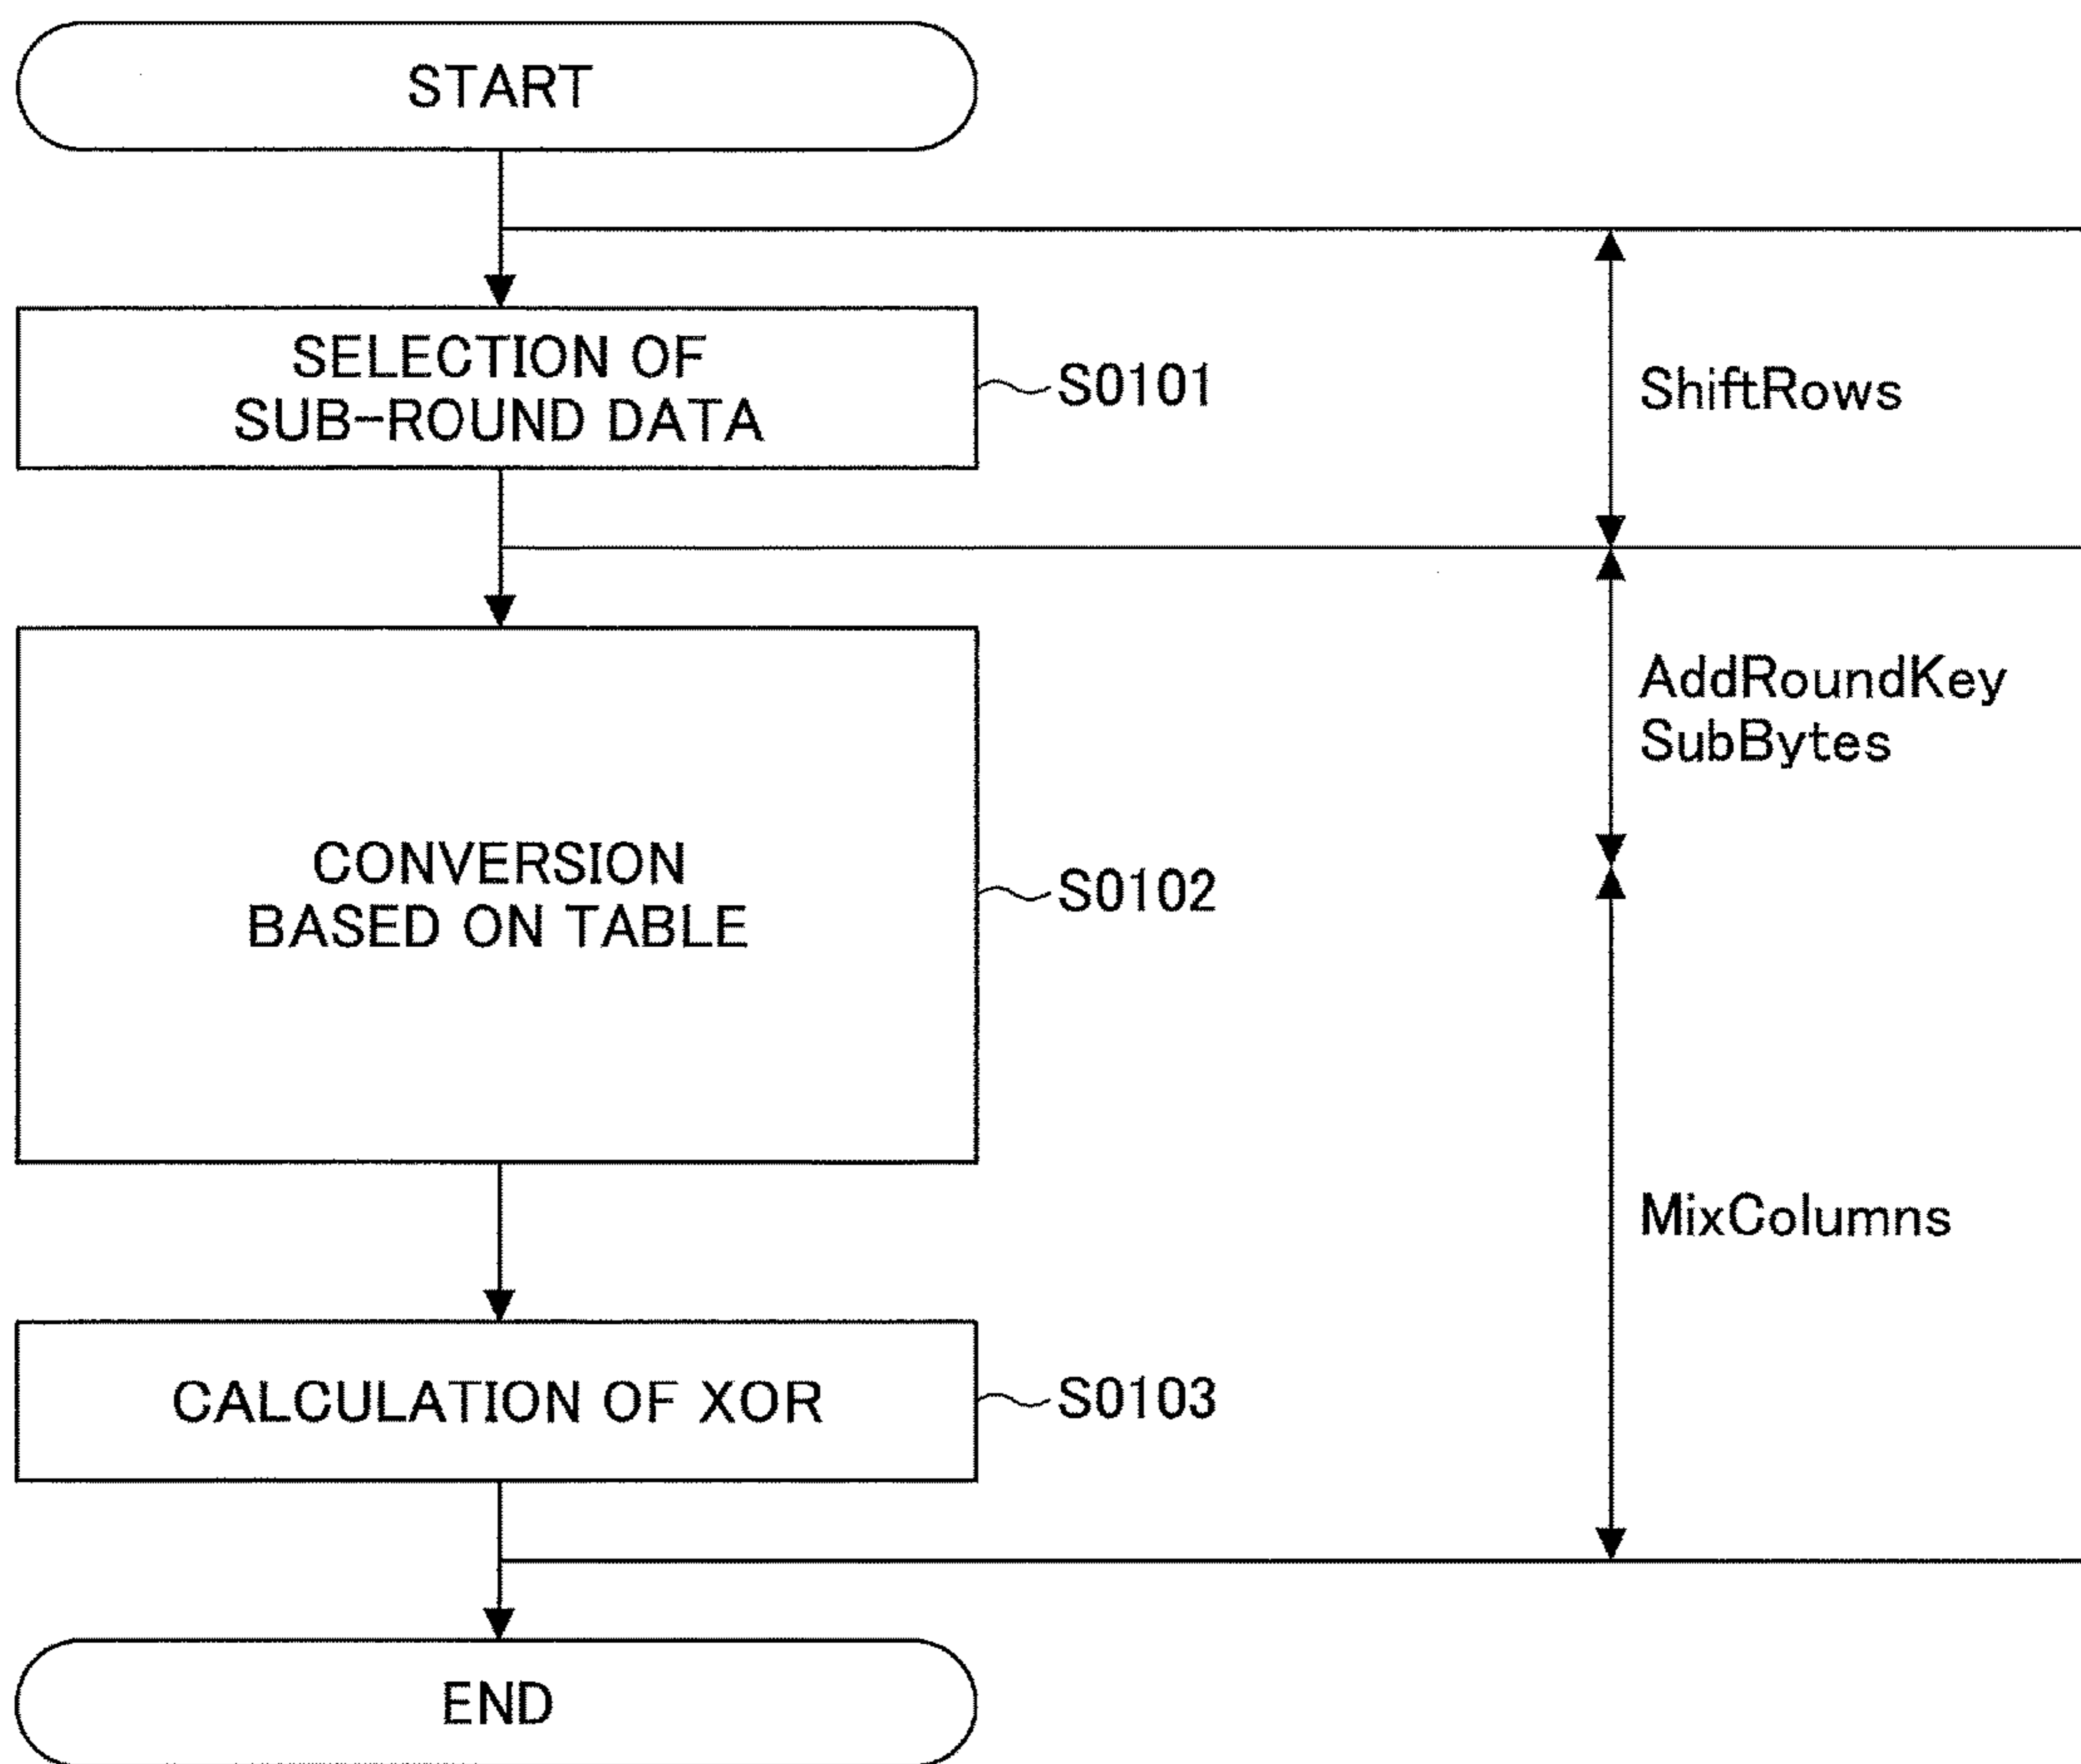 START
SELECTION OF
SUB-ROUND DATA
S0101
ShiftRows
AddRoundKey
SubBytes
CONVERSION
BASED ON TABLE
S0102
MixColumns
CALCULATION OF XOR
S0103
END